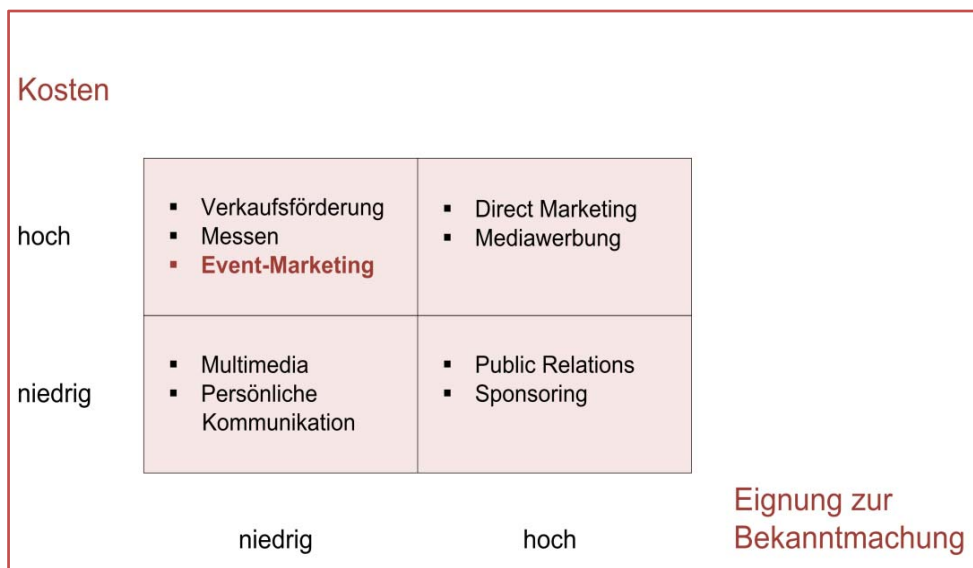 Kosten
hoch
▪ Verkaufsförderung
▪ Messen
▪ Event-Marketing
▪ Direct Marketing
▪ Mediawerbung
niedrig
▪ Multimedia
▪ Persönliche
Kommunikation
▪ Public Relations
▪ Sponsoring
niedrig
hoch
Eignung zur
Bekanntmachung